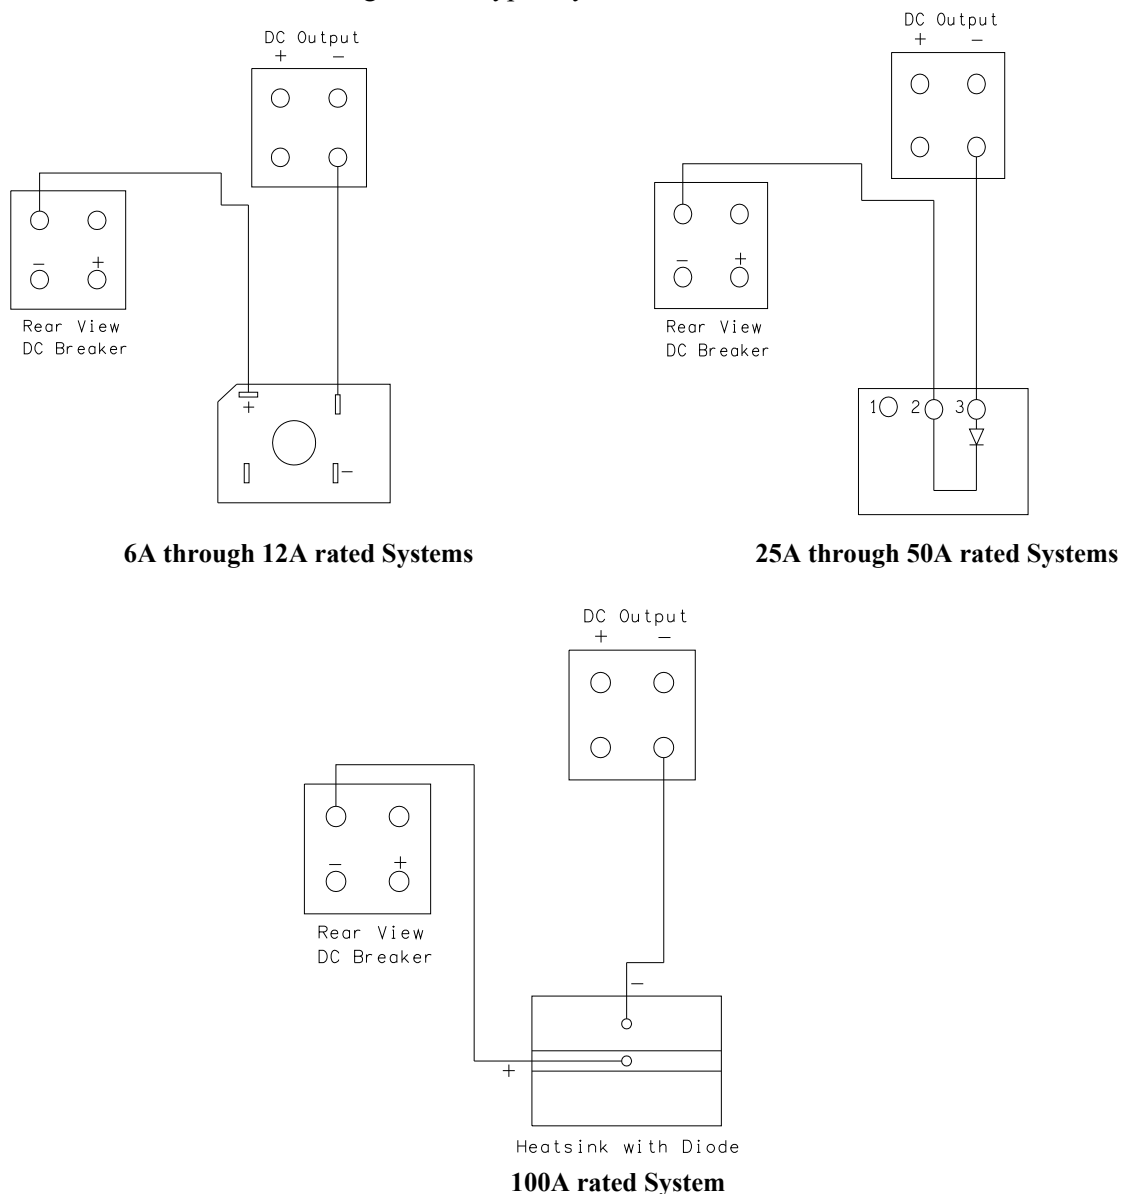 DC Output
+ −
− +
Rear View
DC Breaker
+
−
6A through 12A rated Systems
DC Output
+ −
− +
Rear View
DC Breaker
1 2 3
25A through 50A rated Systems
DC Output
+ −
− +
Rear View
DC Breaker
−
+
Heatsink with Diode
100A rated System